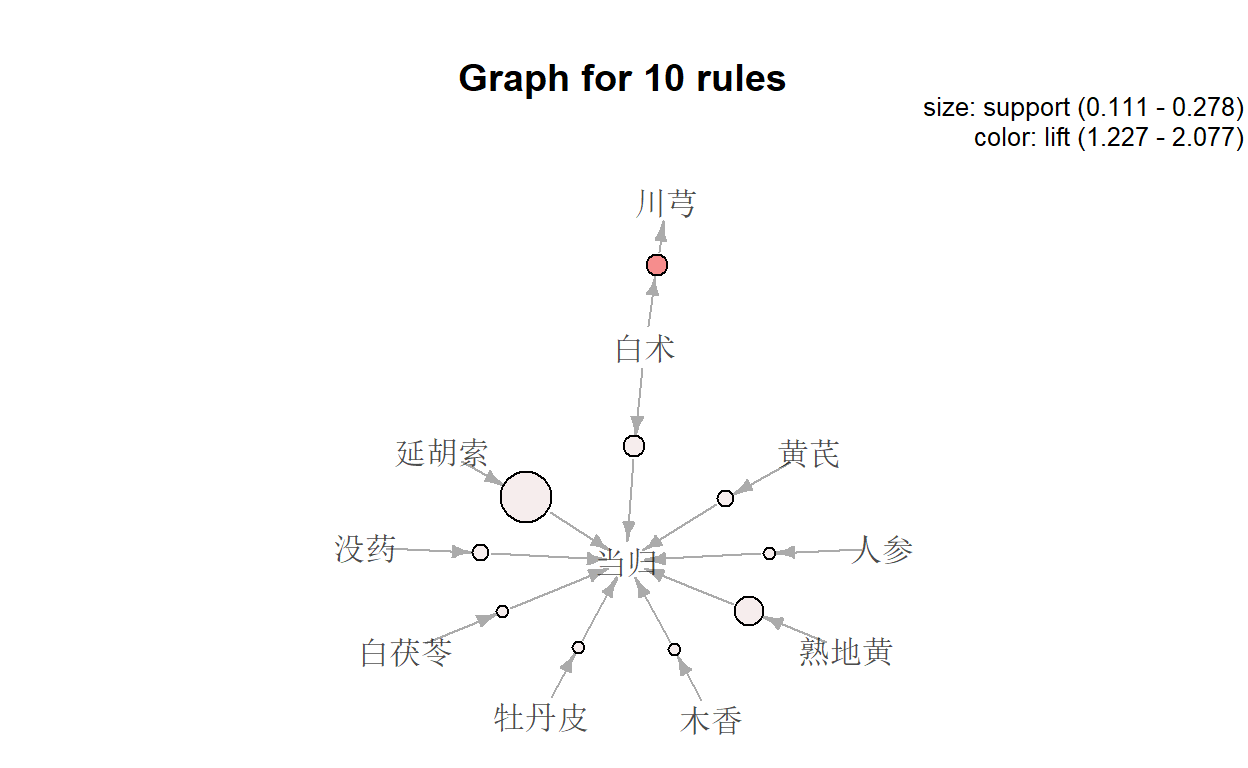 Graph for 10 rules
size: support (0.111 - 0.278)
color: lift (1.227 - 2.077)
川芎
白术
延胡索
黄芪
没药
当归
人参
白茯苓
熟地黄
牡丹皮
木香